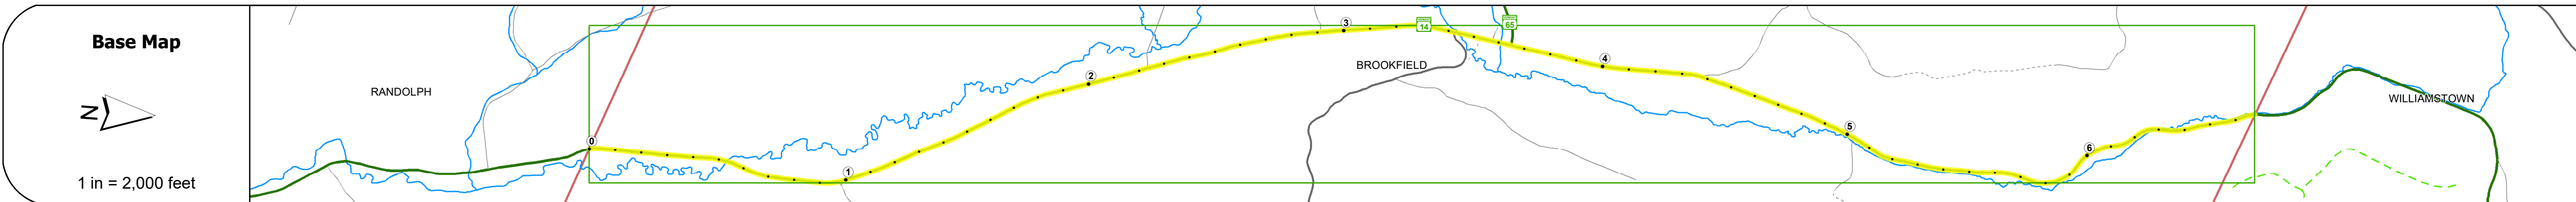 Base Map
N
1 in = 2,000 feet
RANDOLPH
0
1
2
3
14
65
BROOKFIELD
4
5
6
WILLIAMSTOWN